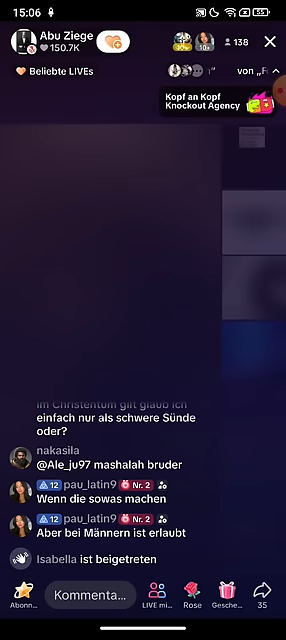 15:06
55
Abu Ziege
150.7K
30+
10+
138
Beliebte LIVEs
von „F
Kopf an Kopf
Knockout Agency
im Christentum gilt glaub ich
einfach nur als schwere Sünde
oder?
nakasila
@Ale_ju97 mashalah bruder
12 pau_latin9 Nr. 2
Wenn die sowas machen
12 pau_latin9 Nr. 2
Aber bei Männern ist erlaubt
Isabella ist beigetreten
Abonn...
Kommenta...
LIVE mi...
Rose
Gesche...
35